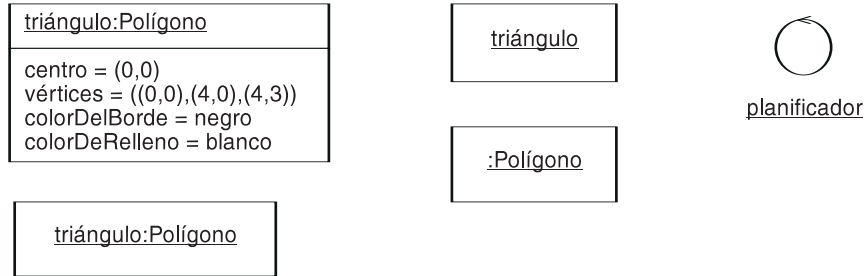 triángulo:Polígono
centro = (0,0)
vértices = ((0,0),(4,0),(4,3))
colorDelBorde = negro
colorDeRelleno = blanco
triángulo:Polígono
triángulo
:Polígono
planificador